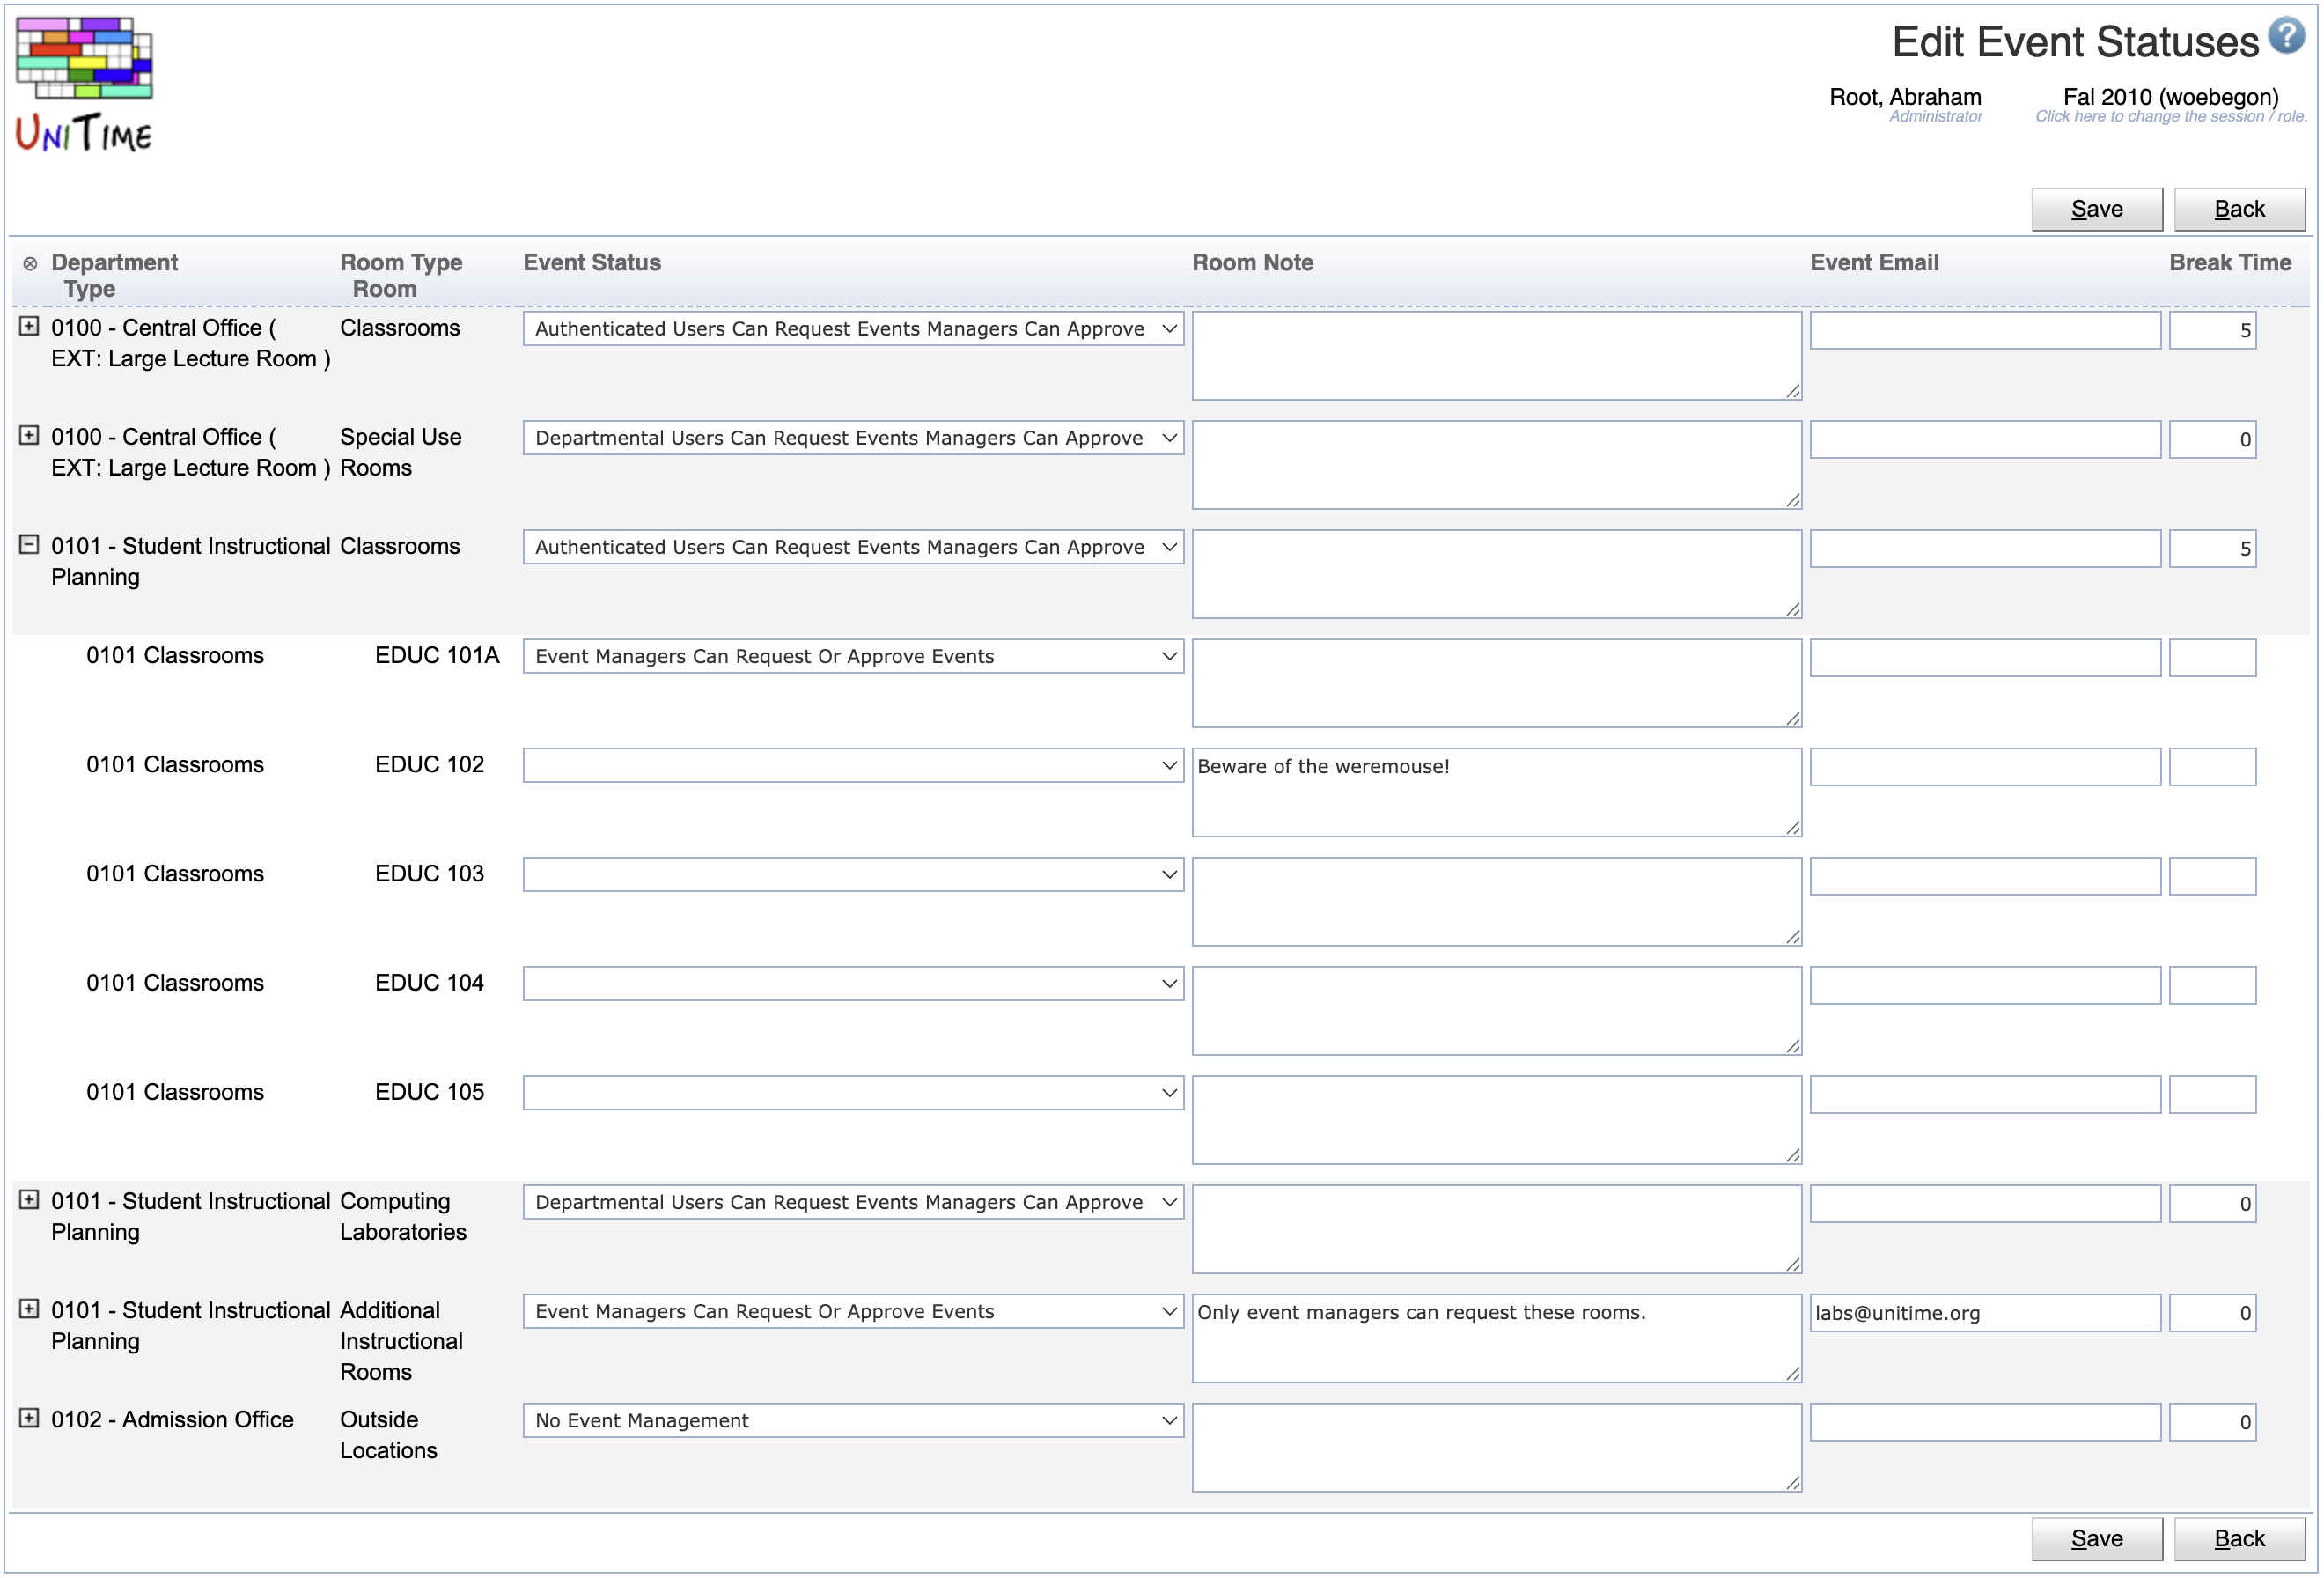 UniTime
Edit Event Statuses
Root, Abraham Fal 2010 (woebegon)
Administrator Click here to change the session / role.
Save Back
Department Room Type Event Status Room Note Event Email Break Time
Type Room
0100 - Central Office ( Classrooms Authenticated Users Can Request Events Managers Can Approve 5
EXT: Large Lecture Room )
0100 - Central Office ( Special Use Departmental Users Can Request Events Managers Can Approve 0
EXT: Large Lecture Room ) Rooms
0101 - Student Instructional Classrooms Authenticated Users Can Request Events Managers Can Approve 5
Planning
0101 Classrooms EDUC 101A Event Managers Can Request Or Approve Events
0101 Classrooms EDUC 102 Beware of the weremouse!
0101 Classrooms EDUC 103
0101 Classrooms EDUC 104
0101 Classrooms EDUC 105
0101 - Student Instructional Computing Departmental Users Can Request Events Managers Can Approve 0
Planning Laboratories
0101 - Student Instructional Additional Event Managers Can Request Or Approve Events Only event managers can request these rooms. labs@unitime.org 0
Planning Instructional
Rooms
0102 - Admission Office Outside No Event Management 0
Locations
Save Back